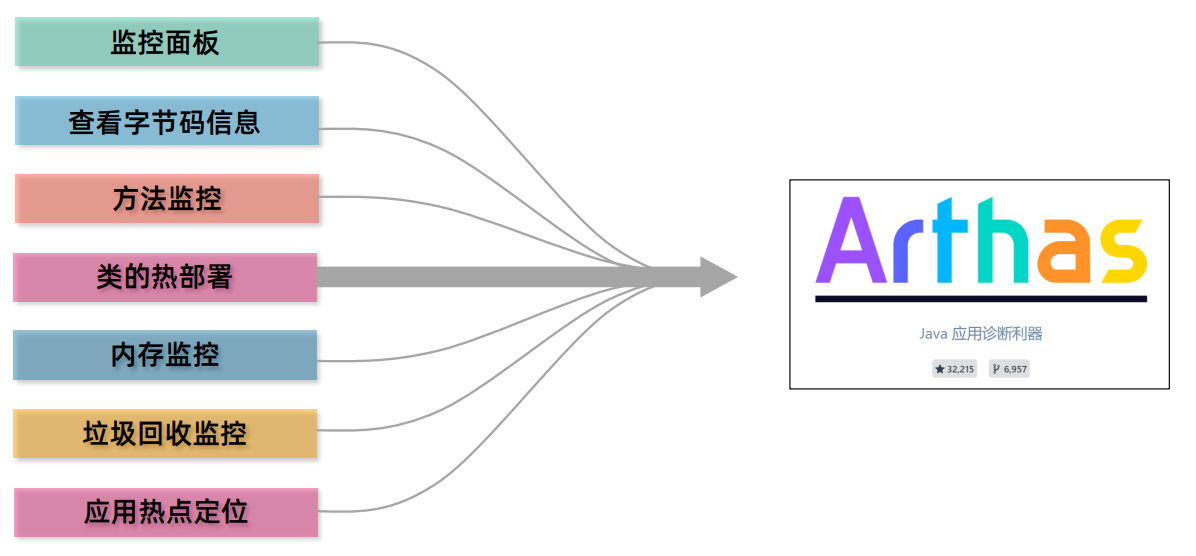 监控面板
查看字节码信息
方法监控
类的热部署
内存监控
垃圾回收监控
应用热点定位
Arthas
Java 应用诊断利器
32,215 6,957